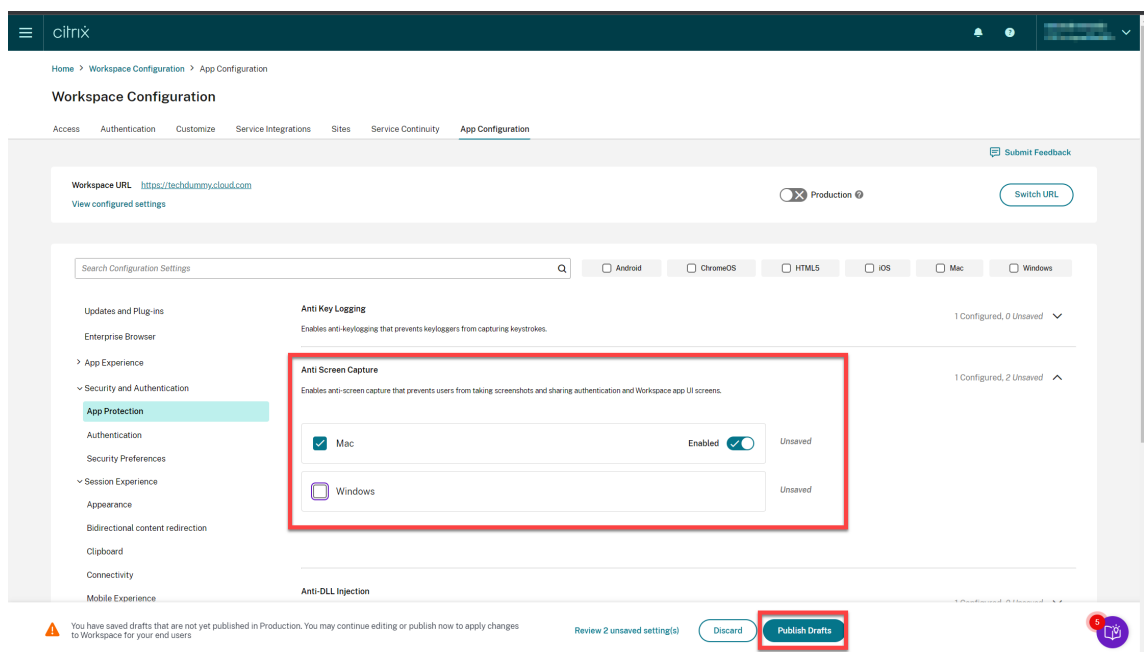 citrix
Home > Workspace Configuration > App Configuration
Workspace Configuration
Access Authentication Customize Service Integrations Sites Service Continuity App Configuration
Submit Feedback
Workspace URL https://techdummy.cloud.com
View configured settings
Production
Switch URL
Search Configuration Settings
Android ChromeOS HTML5 iOS Mac Windows
Updates and Plug-ins
Enterprise Browser
App Experience
Security and Authentication
App Protection
Authentication
Security Preferences
Session Experience
Appearance
Bidirectional content redirection
Clipboard
Connectivity
Mobile Experience
Anti Key Logging
Enables anti-keylogging that prevents keyloggers from capturing keystrokes.
1 Configured, 0 Unsaved
Anti Screen Capture
Enables anti-screen capture that prevents users from taking screenshots and sharing authentication and Workspace app UI screens.
1 Configured, 2 Unsaved
Mac Enabled Unsaved
Windows Unsaved
Anti-DLL Injection
You have saved drafts that are not yet published in Production. You may continue editing or publish now to apply changes
to Workspace for your end users
Review 2 unsaved setting(s) Discard Publish Drafts
5